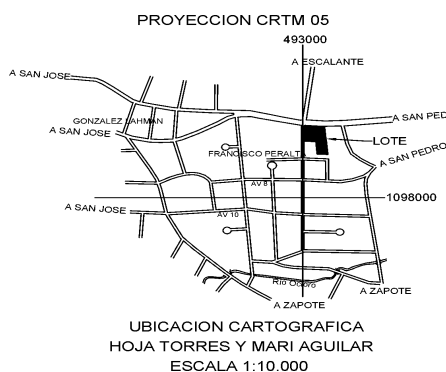 PROYECCION CRTM 05
493000
A ESCALANTE
A SAN JOSE
GONZALEZ LAHMAN
A SAN JOSE
A SAN PED
LOTE
FRANCISCO PERALTA
A SAN PEDRO
AV 8
1098000
A SAN JOSE
AV 10
Rio Ocloro
A ZAPOTE
A ZAPOTE
UBICACION CARTOGRAFICA
HOJA TORRES Y MARI AGUILAR
ESCALA 1:10.000